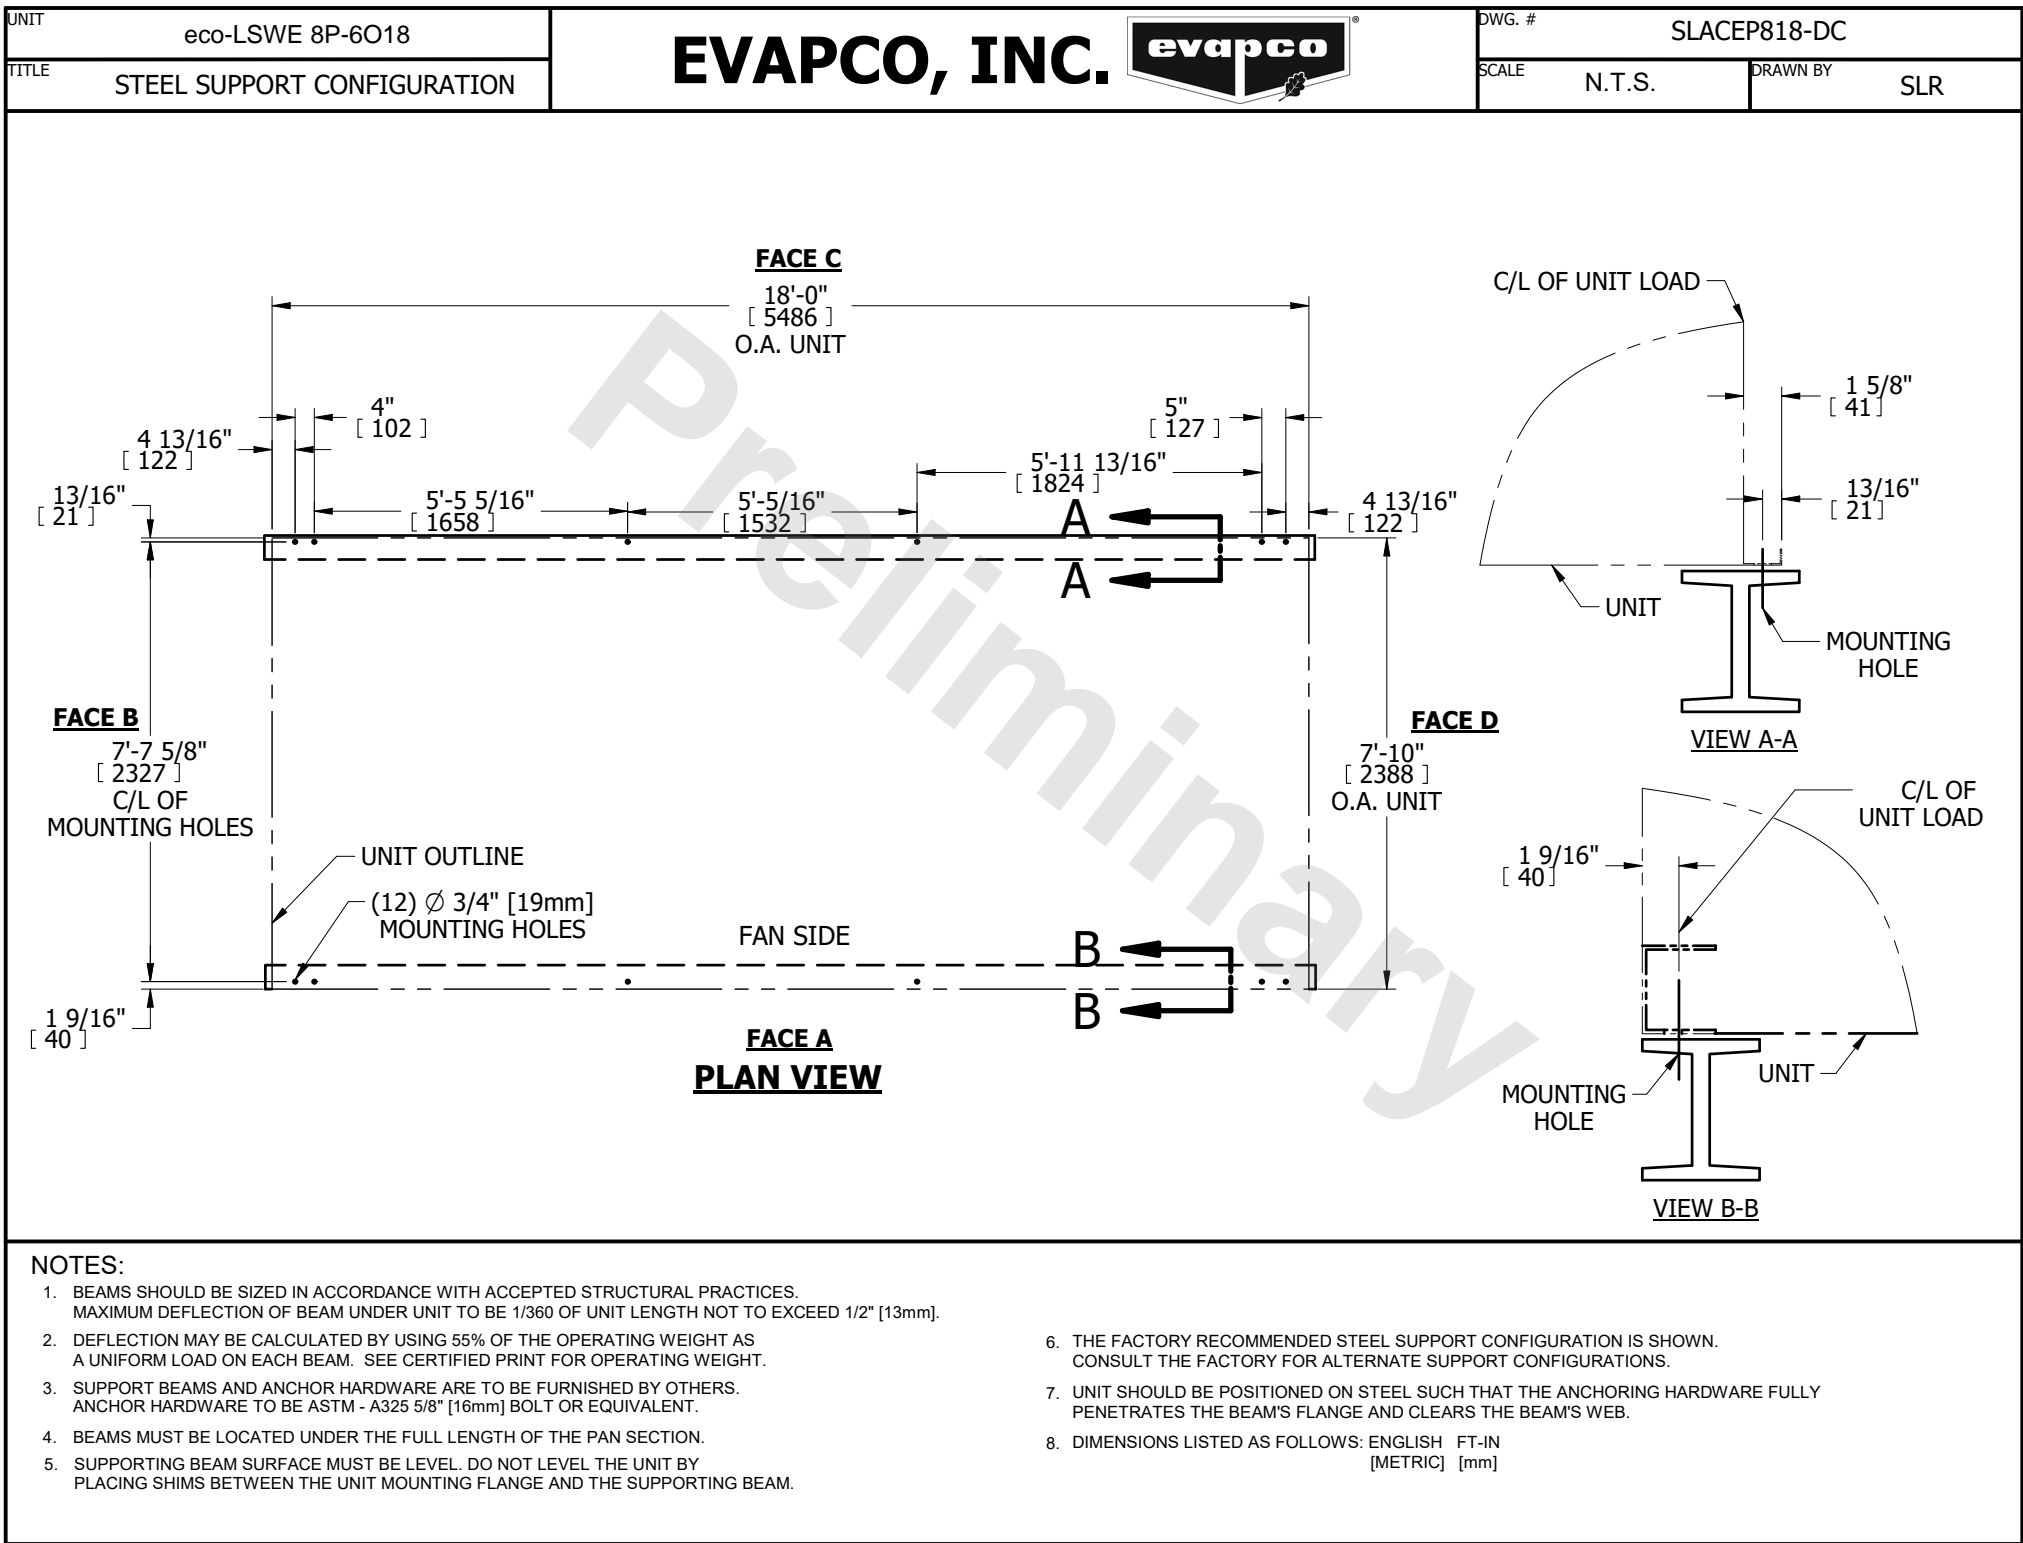 UNIT
eco-LSWE 8P-6O18
TITLE
STEEL SUPPORT CONFIGURATION
EVAPCO, INC.
evapco
®
DWG. #
SLACEP818-DC
SCALE
N.T.S.
DRAWN BY
SLR
FACE C
18'-0"
[ 5486 ]
O.A. UNIT
4"
[ 102 ]
5"
[ 127 ]
4 13/16"
[ 122 ]
5'-11 13/16"
[ 1824 ]
13/16"
[ 21 ]
5'-5 5/16"
[ 1658 ]
5'-5/16"
[ 1532 ]
4 13/16"
[ 122 ]
A
A
FACE B
7'-7 5/8"
[ 2327 ]
C/L OF
MOUNTING HOLES
FACE D
7'-10"
[ 2388 ]
O.A. UNIT
UNIT OUTLINE
(12) ∅ 3/4" [19mm]
MOUNTING HOLES
FAN SIDE
B
B
1 9/16"
[ 40 ]
FACE A
PLAN VIEW
Preliminary
C/L OF UNIT LOAD
1 5/8"
[ 41 ]
13/16"
[ 21 ]
UNIT
MOUNTING
HOLE
VIEW A-A
C/L OF
UNIT LOAD
1 9/16"
[ 40 ]
UNIT
MOUNTING
HOLE
VIEW B-B
NOTES:
1. BEAMS SHOULD BE SIZED IN ACCORDANCE WITH ACCEPTED STRUCTURAL PRACTICES.
MAXIMUM DEFLECTION OF BEAM UNDER UNIT TO BE 1/360 OF UNIT LENGTH NOT TO EXCEED 1/2" [13mm].
2. DEFLECTION MAY BE CALCULATED BY USING 55% OF THE OPERATING WEIGHT AS
A UNIFORM LOAD ON EACH BEAM. SEE CERTIFIED PRINT FOR OPERATING WEIGHT.
3. SUPPORT BEAMS AND ANCHOR HARDWARE ARE TO BE FURNISHED BY OTHERS.
ANCHOR HARDWARE TO BE ASTM - A325 5/8" [16mm] BOLT OR EQUIVALENT.
4. BEAMS MUST BE LOCATED UNDER THE FULL LENGTH OF THE PAN SECTION.
5. SUPPORTING BEAM SURFACE MUST BE LEVEL. DO NOT LEVEL THE UNIT BY
PLACING SHIMS BETWEEN THE UNIT MOUNTING FLANGE AND THE SUPPORTING BEAM.
6. THE FACTORY RECOMMENDED STEEL SUPPORT CONFIGURATION IS SHOWN.
CONSULT THE FACTORY FOR ALTERNATE SUPPORT CONFIGURATIONS.
7. UNIT SHOULD BE POSITIONED ON STEEL SUCH THAT THE ANCHORING HARDWARE FULLY
PENETRATES THE BEAM'S FLANGE AND CLEARS THE BEAM'S WEB.
8. DIMENSIONS LISTED AS FOLLOWS: ENGLISH FT-IN
[METRIC] [mm]